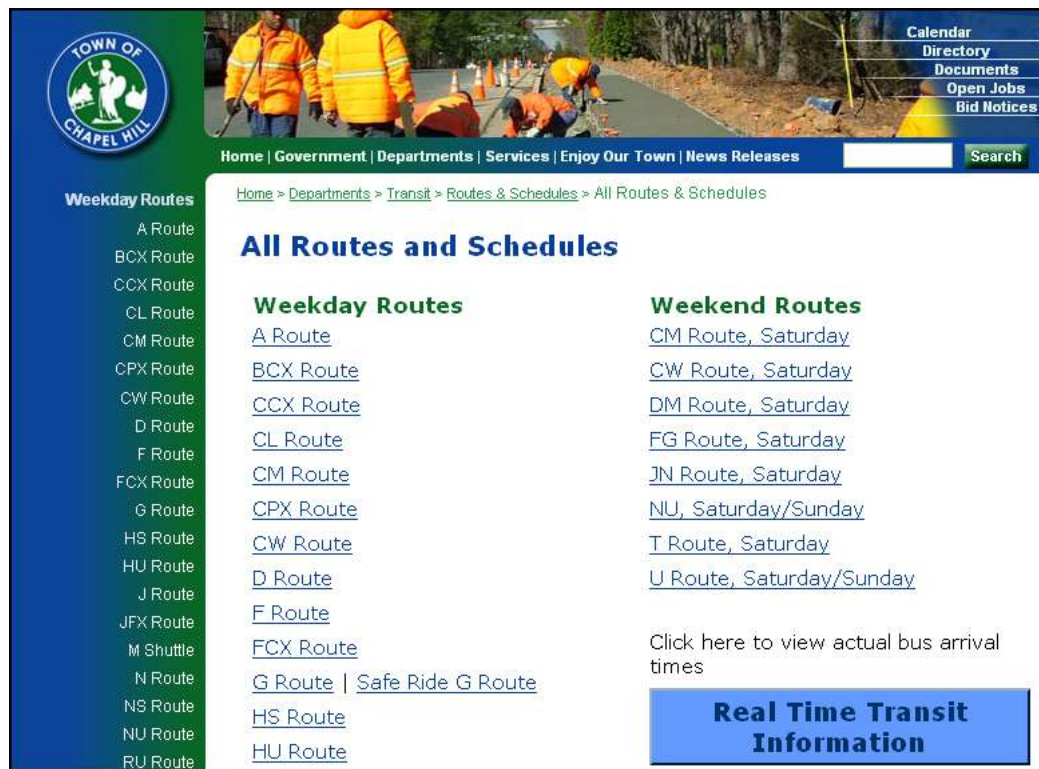 TOWN OF
CHAPEL HILL
Calendar
Directory
Documents
Open Jobs
Bid Notices
Home | Government | Departments | Services | Enjoy Our Town | News Releases
Search
Home > Departments > Transit > Routes & Schedules > All Routes & Schedules
Weekday Routes
A Route
BCX Route
CCX Route
CL Route
CM Route
CPX Route
CW Route
D Route
F Route
FCX Route
G Route
HS Route
HU Route
J Route
JFX Route
M Shuttle
N Route
NS Route
NU Route
RU Route
All Routes and Schedules
Weekday Routes
A Route
BCX Route
CCX Route
CL Route
CM Route
CPX Route
CW Route
D Route
F Route
FCX Route
G Route | Safe Ride G Route
HS Route
HU Route
Weekend Routes
CM Route, Saturday
CW Route, Saturday
DM Route, Saturday
FG Route, Saturday
JN Route, Saturday
NU, Saturday/Sunday
T Route, Saturday
U Route, Saturday/Sunday
Click here to view actual bus arrival
times
Real Time Transit
Information